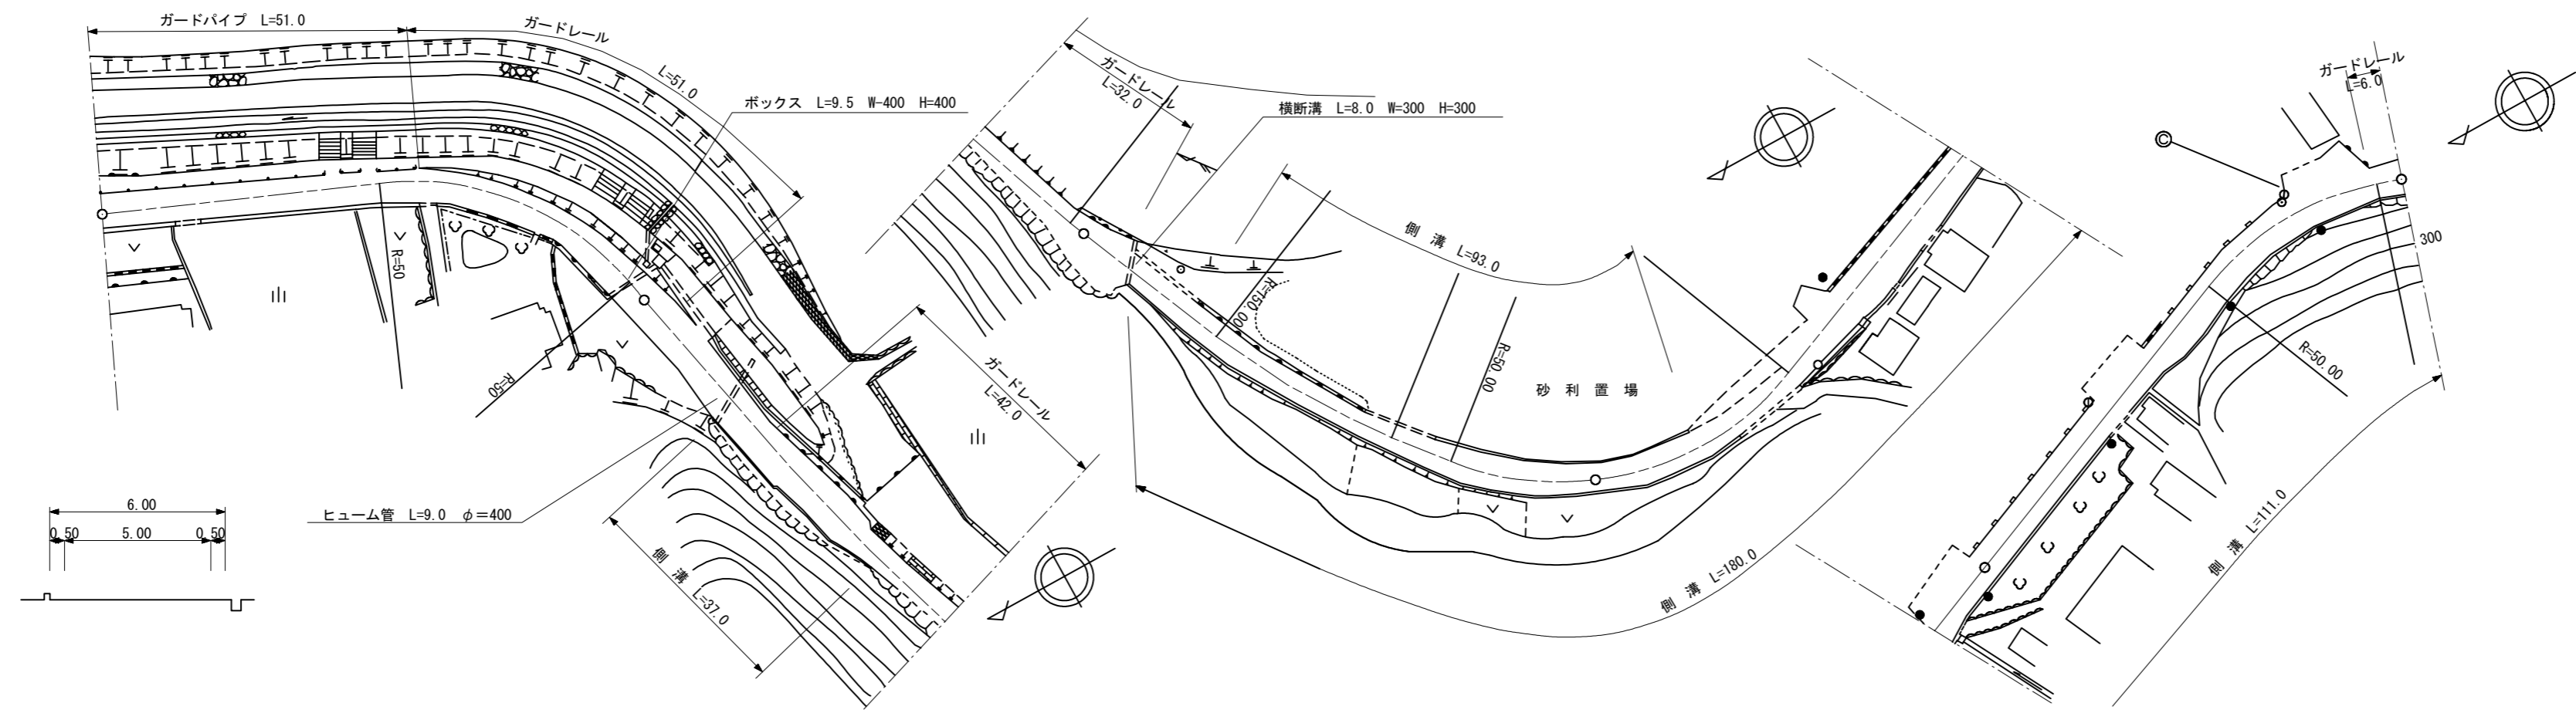 ガードパイプ L=51.0
ガードレール
L=51.0
ボックス L=9.5 W-400 H=400
R=50
R=50
ガードレール
L=42.0
ヒューム管 L=9.0 φ=400
側溝
L=37.0
6.00
0.50 5.00 0.50
ガードレール
L=32.0
横断溝 L=8.0 W=300 H=300
側溝 L=93.0
R=150.00
R=50.00
砂利置場
側溝 L=180.0
ガードレール
L=6.0
C
300
R=50.00
側溝 L=111.0